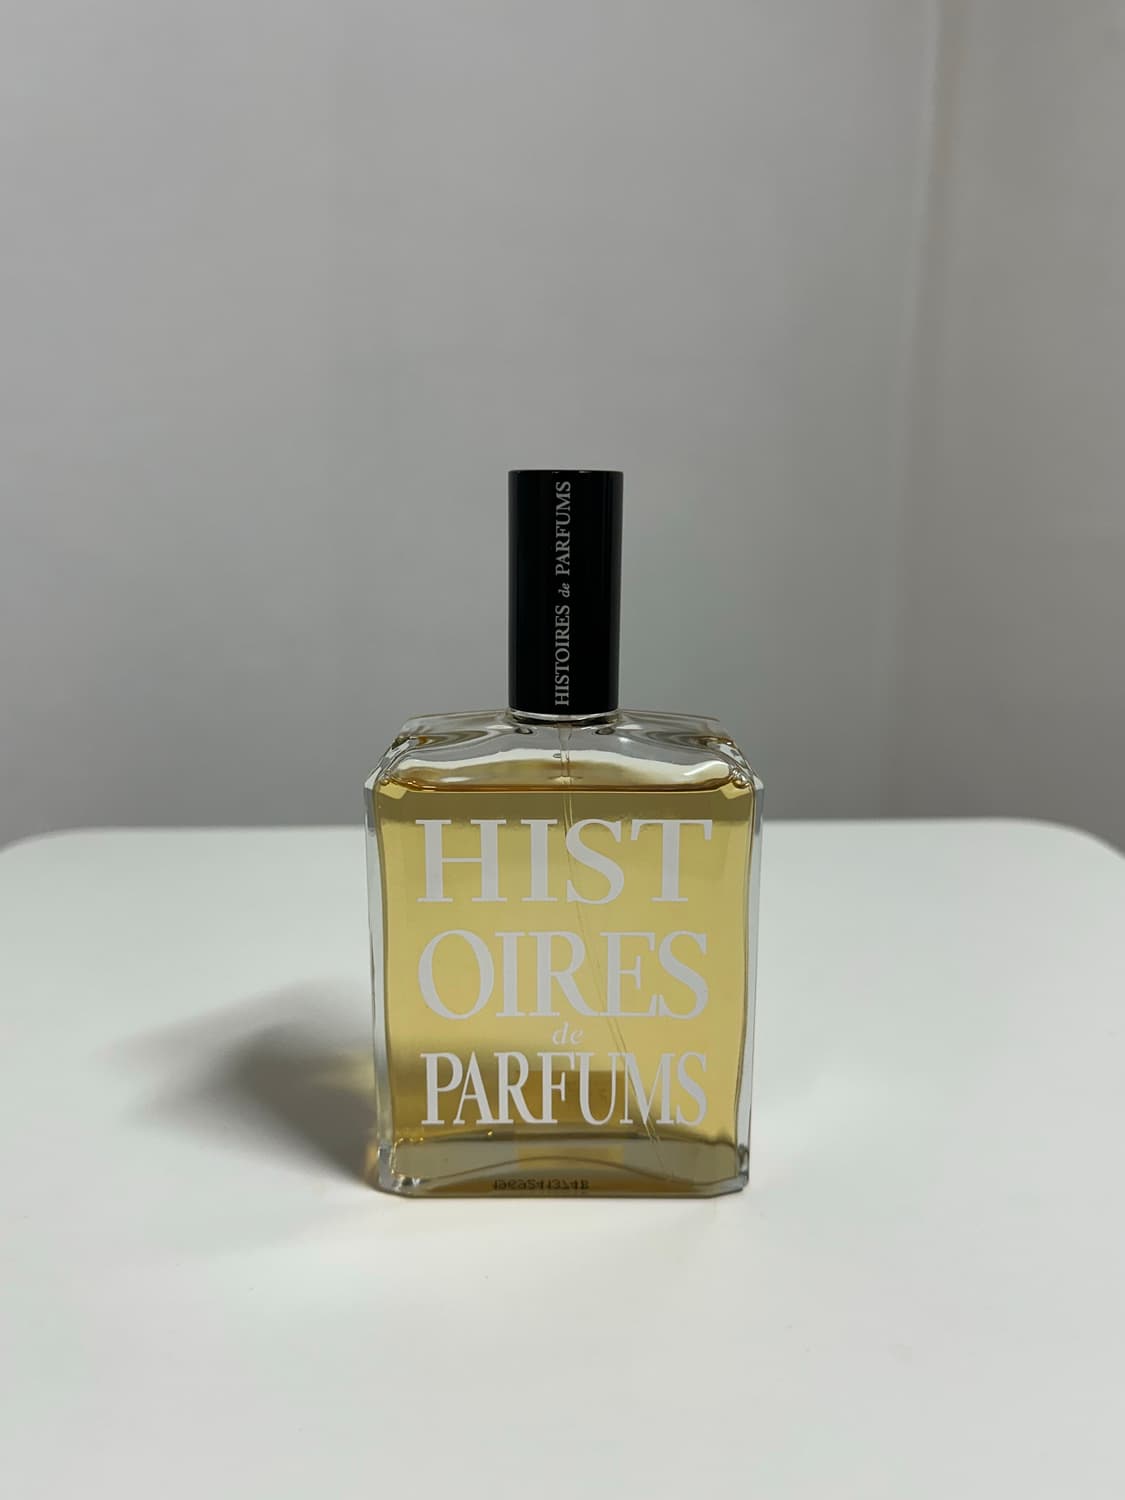 HISTOIRES de PARFUMS
HIST
OIRES
de
PARFUMS